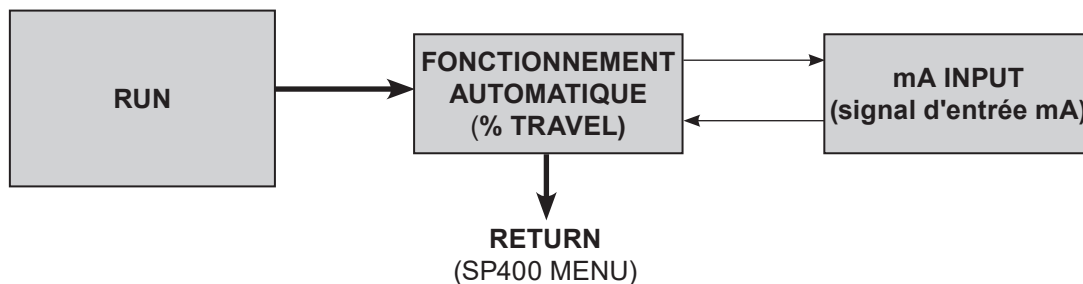 RUN
FONCTIONNEMENT
AUTOMATIQUE
(% TRAVEL)
mA INPUT
(signal d'entrée mA)
RETURN
(SP400 MENU)